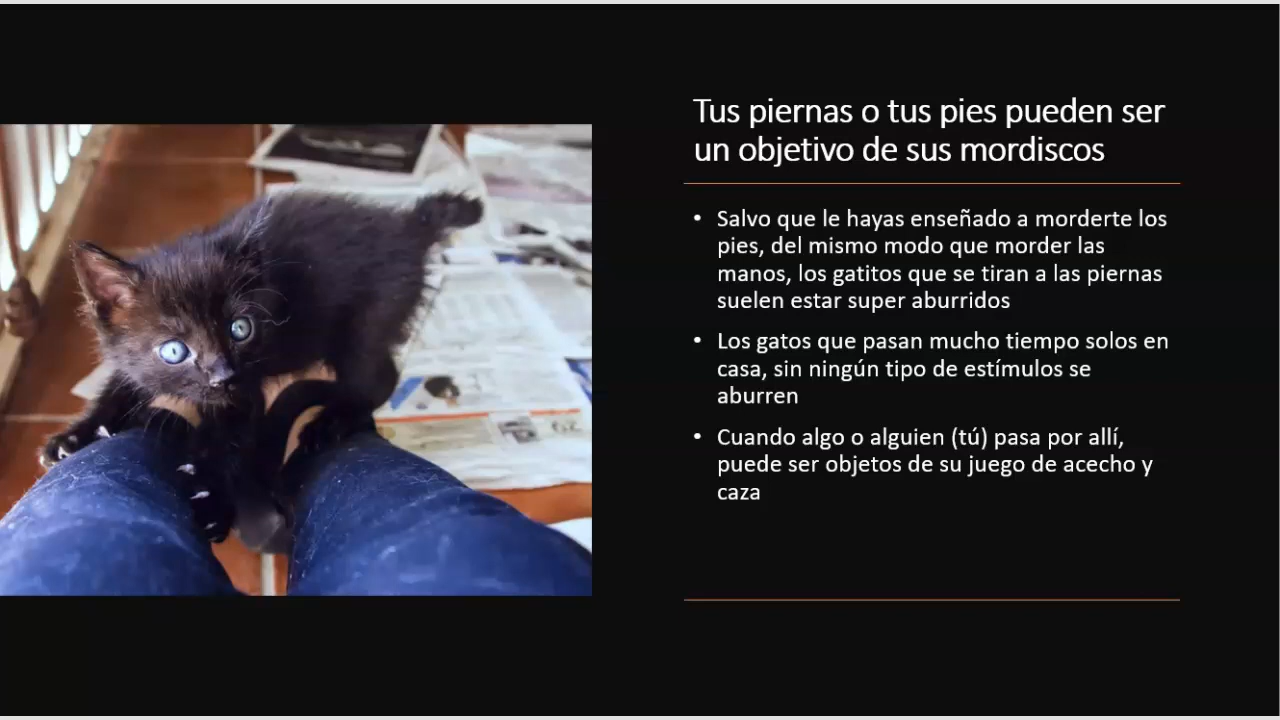 Tus piernas o tus pies pueden ser
un objetivo de sus mordiscos
• Salvo que le hayas enseñado a morderte los
pies, del mismo modo que morder las
manos, los gatitos que se tiran a las piernas
suelen estar super aburridos
• Los gatos que pasan mucho tiempo solos en
casa, sin ningún tipo de estímulos se
aburren
• Cuando algo o alguien (tú) pasa por allí,
puede ser objetos de su juego de acecho y
caza